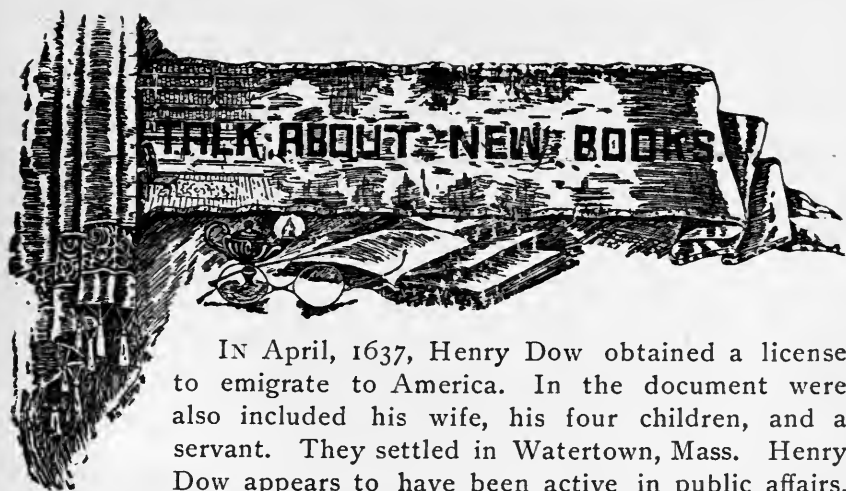 TALK ABOUT NEW BOOKS.
IN April, 1637, Henry Dow obtained a license
to emigrate to America. In the document were
also included his wife, his four children, and a
servant. They settled in Watertown, Mass. Henry
Dow appears to have been active in public affairs,